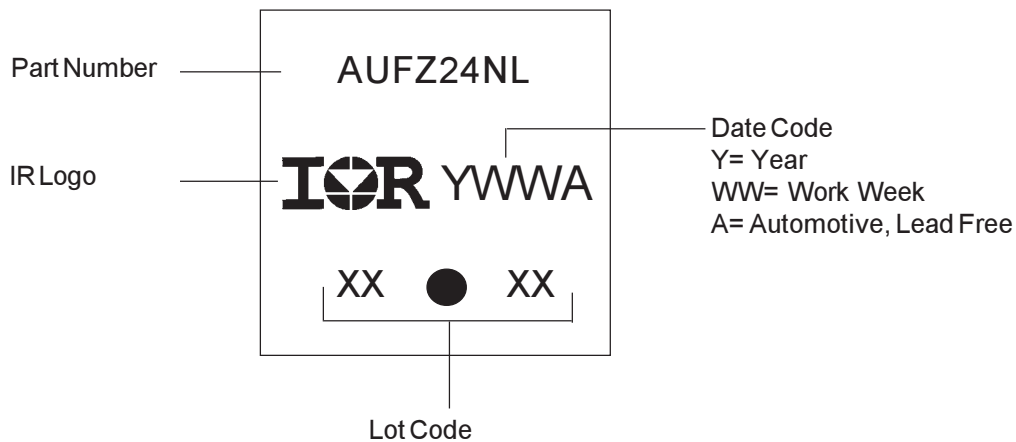 Part Number
AUFZ24NL
IR Logo
IOR YWWA
Date Code
Y= Year
WW= Work Week
A= Automotive, Lead Free
XX ● XX
Lot Code